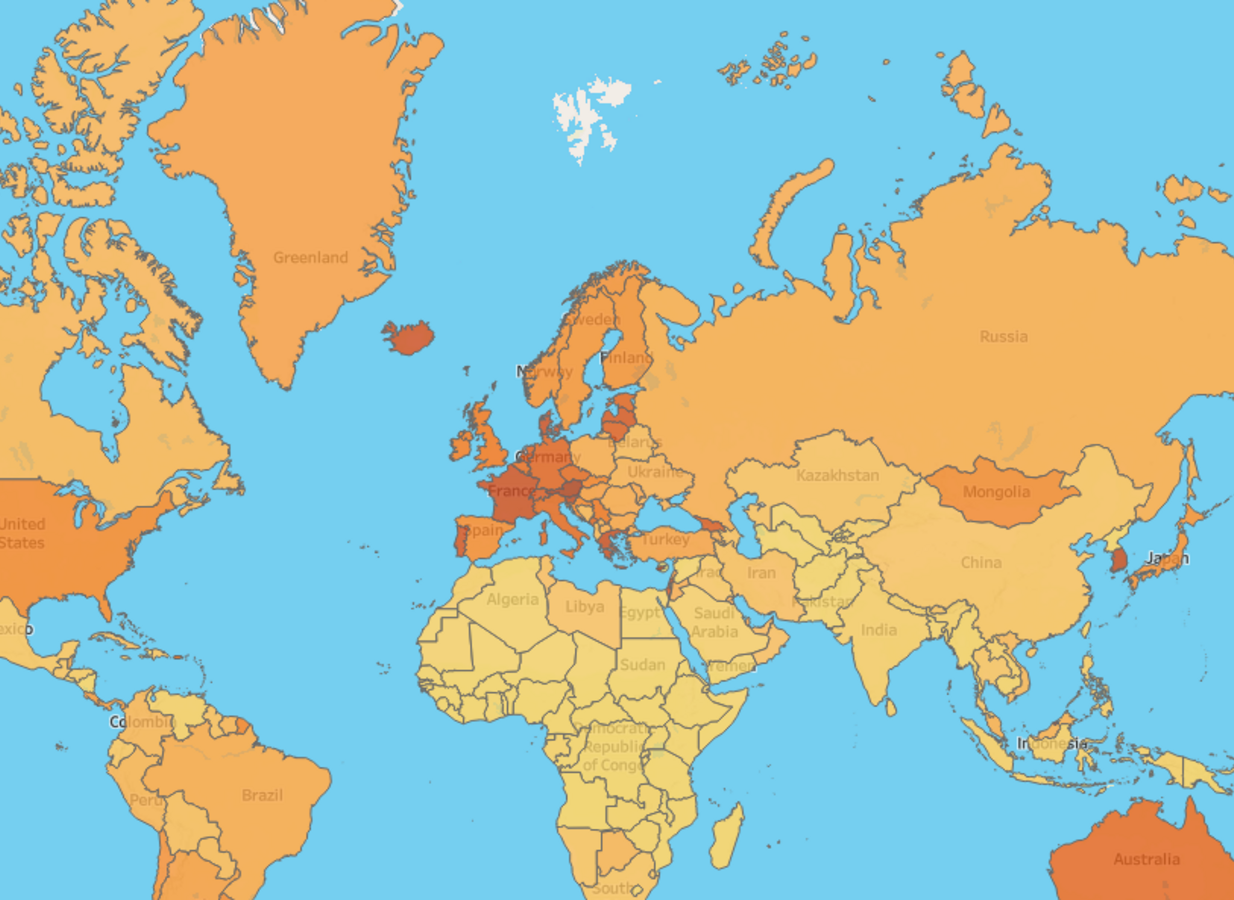 Greenland
Sweden
Finland
Norway
Russia
Belarus
Germany
Ukraine
Kazakhstan
France
Mongolia
United
States
Spain
Turkey
China
Japan
Iraq
Iran
Algeria
Libya
Egypt
Pakistan
Saudi
Arabia
India
exico
Sudan
Yemen
Colombia
Democratic
Republic
of Congo
Indonesia
Peru
Brazil
Australia
South